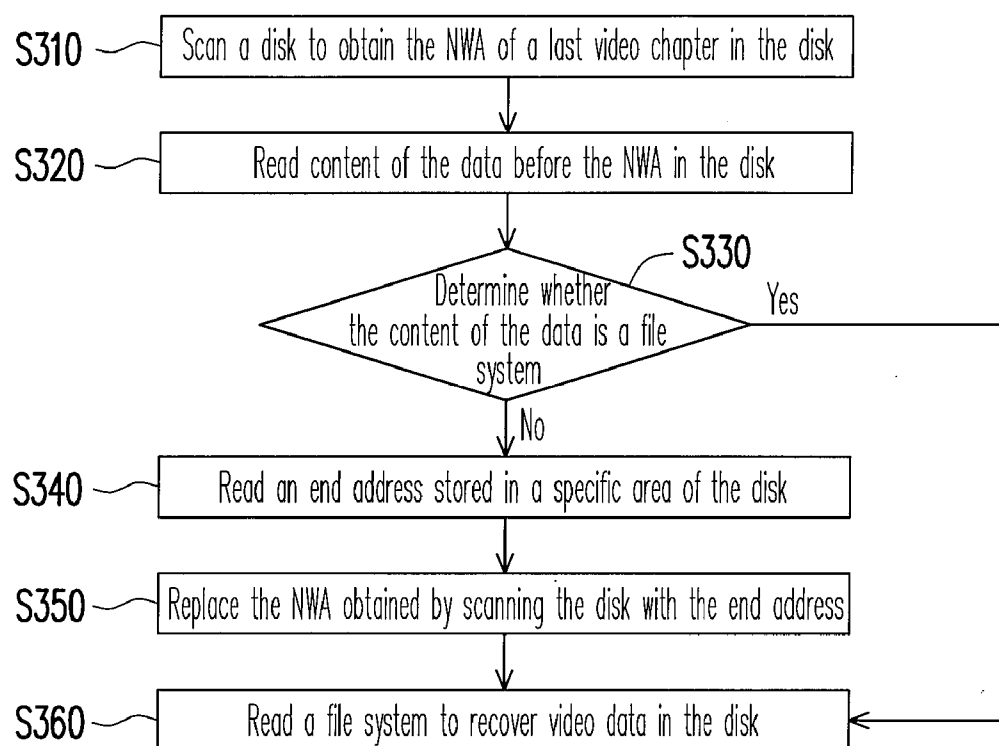 S310
Scan a disk to obtain the NWA of a last video chapter in the disk
S320
Read content of the data before the NWA in the disk
S330
Determine whether
the content of the data is a file
system
Yes
No
S340
Read an end address stored in a specific area of the disk
S350
Replace the NWA obtained by scanning the disk with the end address
S360
Read a file system to recover video data in the disk